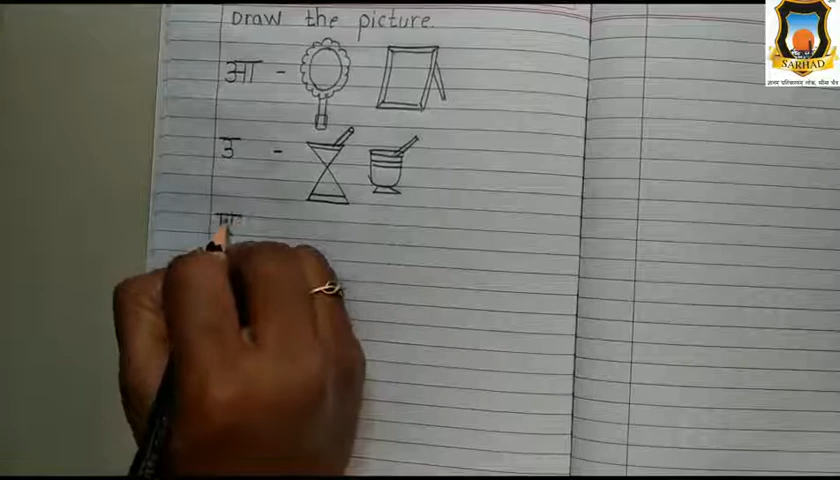 Draw the picture.
आ -
उ -
SARHAD